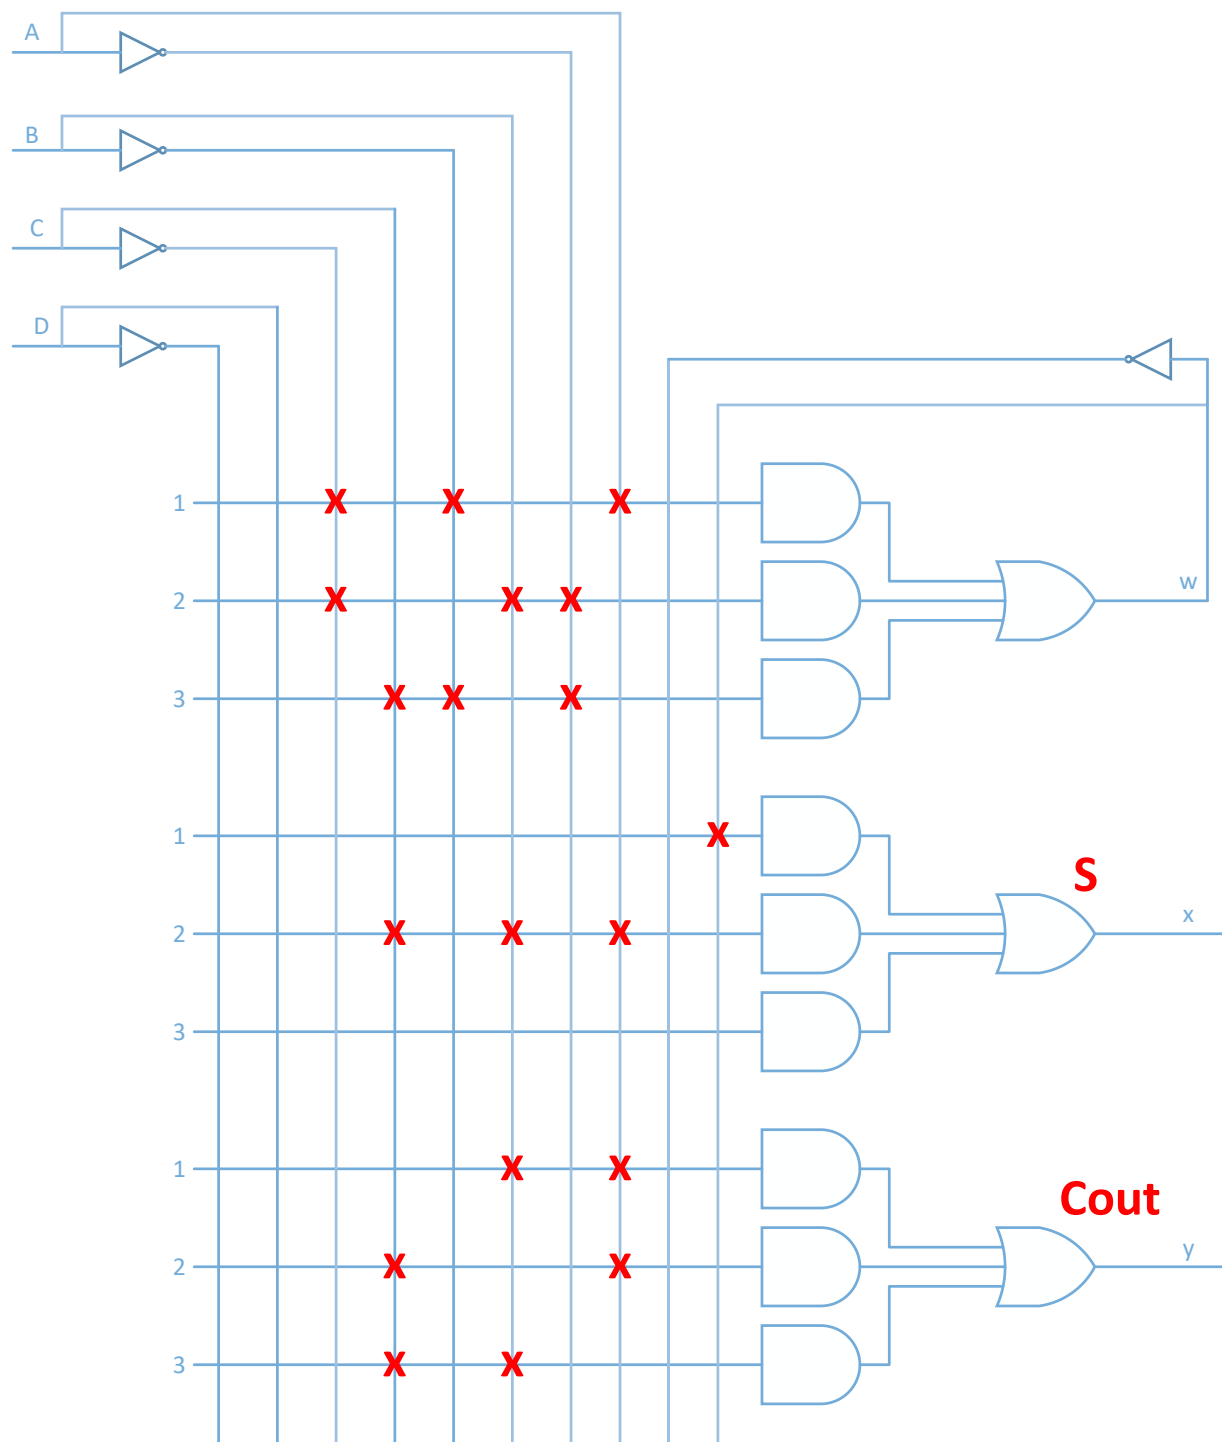 A
B
C
D
1 X X X
2 X X X w
3 X X X
1 X
S
2 X X X x
3
1 X X
Cout
2 X X y
3 X X